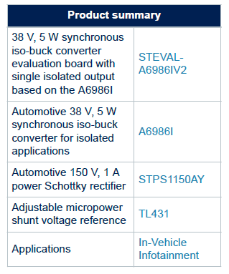 Product summary
38 V, 5 W synchronous
iso-buck converter
evaluation board with
single isolated output
based on the A6986I
STEVAL-
A6986IV2
Automotive 38 V, 5 W
synchronous iso-buck
converter for isolated
applications
A6986I
Automotive 150 V, 1 A
power Schottky rectifier
STPS1150AY
Adjustable micropower
shunt voltage reference
TL431
Applications
In-Vehicle
Infotainment